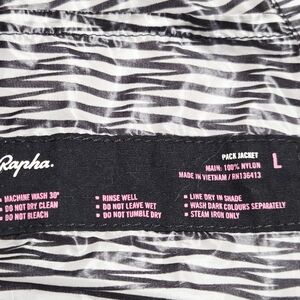 Rapha.
PACK JACKET
MAIN: 100% NYLON
MADE IN VIETNAM / RN136413
L
MACHINE WASH 30°
DO NOT DRY CLEAN
DO NOT BLEACH
RINSE WELL
DO NOT LEAVE WET
DO NOT TUMBLE DRY
LINE DRY IN SHADE
WASH DARK COLOURS SEPARATELY
STEAM IRON ONLY